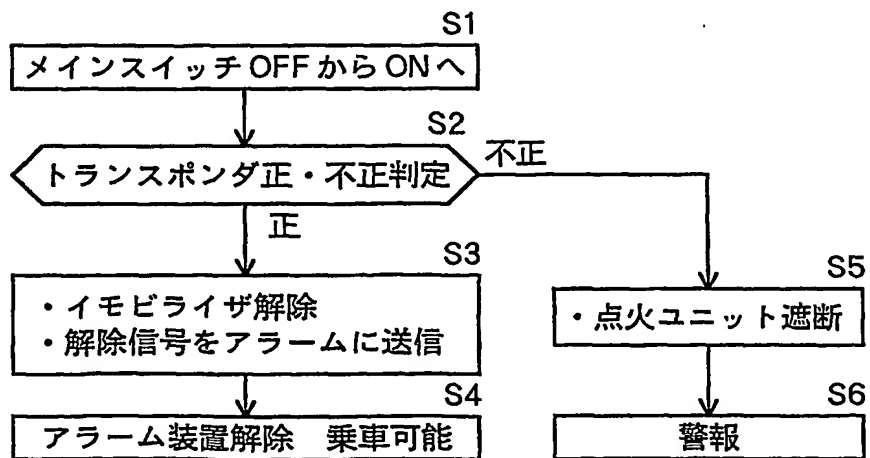 S1
メインスイッチOFFからONへ
S2
トランスポンダ正・不正判定
不正
正
S3
・イモビライザ解除
・解除信号をアラームに送信
S5
・点火ユニット遮断
S4
アラーム装置解除 乗車可能
S6
警報